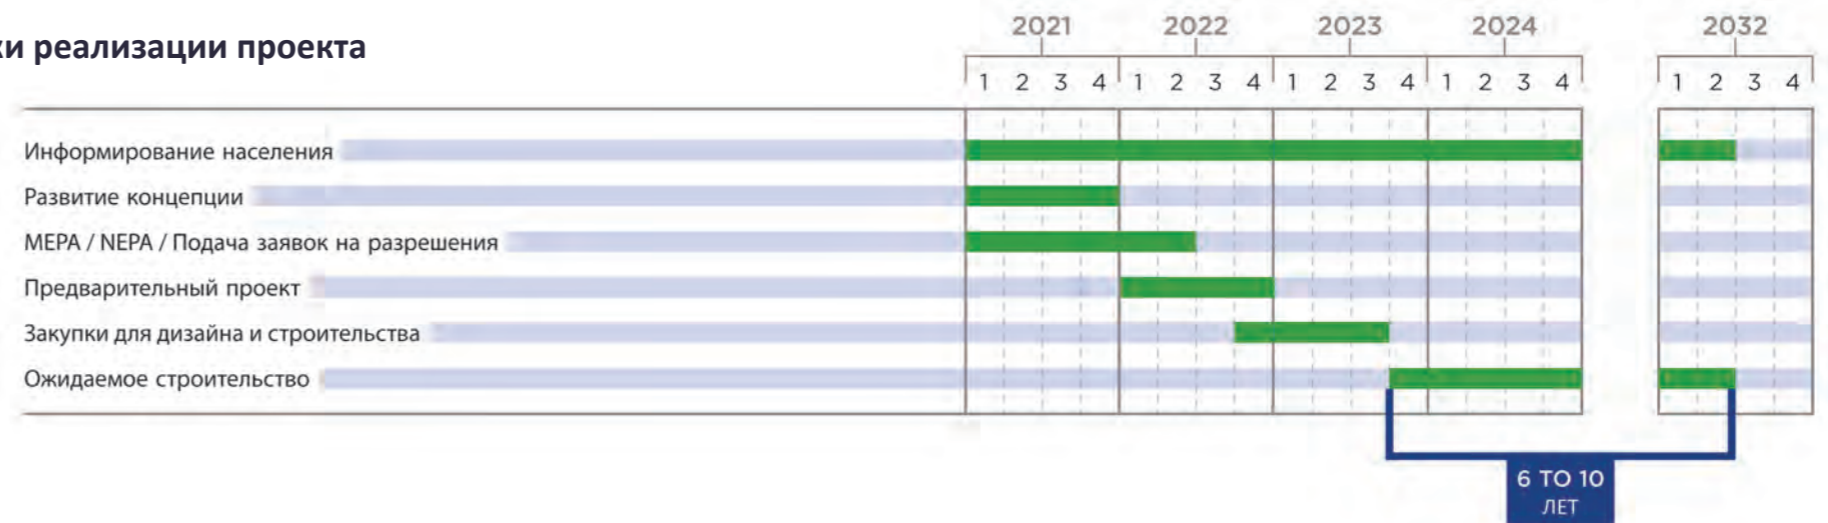 2021 2022 2023 2024 2032
ки реализации проекта
1 2 3 4 1 2 3 4 1 2 3 4 1 2 3 4 1 2 3 4
Информирование населения
Развитие концепции
MEPA / NEPA / Подача заявок на разрешения
Предварительный проект
Закупки для дизайна и строительства
Ожидаемое строительство
6 TO 10
ЛЕТ